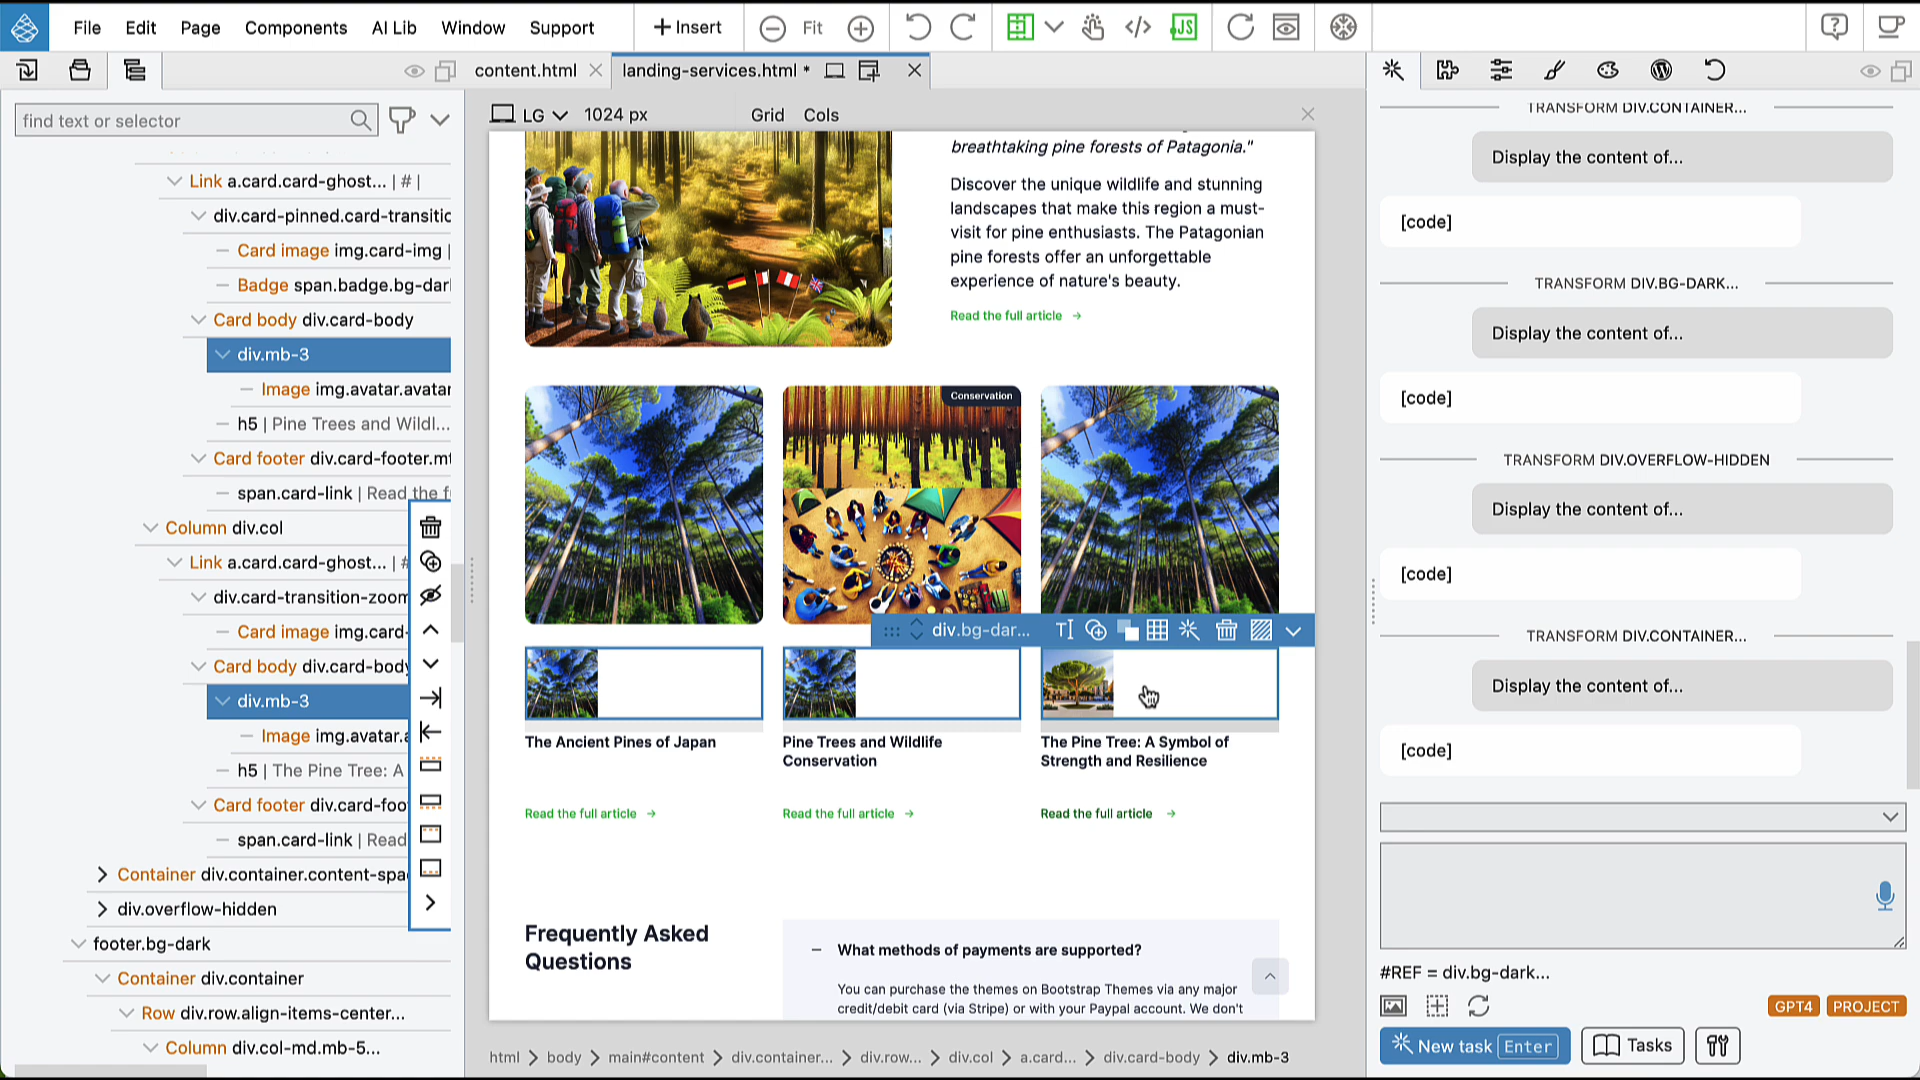 File Edit Page Components AI Lib Window Support
Insert
Fit
JS
content.html
landing-services.html *
find text or selector
LG 1024 px Grid Cols
Link a.card.card-ghost... | # |
div.card-pinned.card-transitic
Card image img.card-img |
Badge span.badge.bg-dar
Card body div.card-body
div.mb-3
Image img.avatar.avatar
h5 | Pine Trees and Wildl...
Card footer div.card-footer.mt
span.card-link | Read the f
Column div.col
Link a.card.card-ghost... | #
div.card-transition-zoom
Card image img.card-
Card body div.card-body
div.mb-3
Image img.avatar.a
h5 | The Pine Tree: A
Card footer div.card-foo
span.card-link | Read
Container div.container.content-spa
div.overflow-hidden
footer.bg-dark
Container div.container
Row div.row.align-items-center...
Column div.col-md.mb-5...
breathtaking pine forests of Patagonia."
Discover the unique wildlife and stunning
landscapes that make this region a must-
visit for pine enthusiasts. The Patagonian
pine forests offer an unforgettable
experience of nature's beauty.
Read the full article →
Conservation
div.bg-dar...
The Ancient Pines of Japan
Pine Trees and Wildlife
Conservation
The Pine Tree: A Symbol of
Strength and Resilience
Read the full article →
Read the full article →
Read the full article →
Frequently Asked
Questions
What methods of payments are supported?
You can purchase the themes on Bootstrap Themes via any major
credit/debit card (via Stripe) or with your Paypal account. We don't
html > body > main#content > div.container... > div.row... > div.col > a.card... > div.card-body > div.mb-3
TRANSFORM DIV.CONTAINER...
Display the content of...
[code]
TRANSFORM DIV.BG-DARK...
Display the content of...
[code]
TRANSFORM DIV.OVERFLOW-HIDDEN
Display the content of...
[code]
TRANSFORM DIV.CONTAINER...
Display the content of...
[code]
#REF = div.bg-dark...
GPT4 PROJECT
New task Enter
Tasks